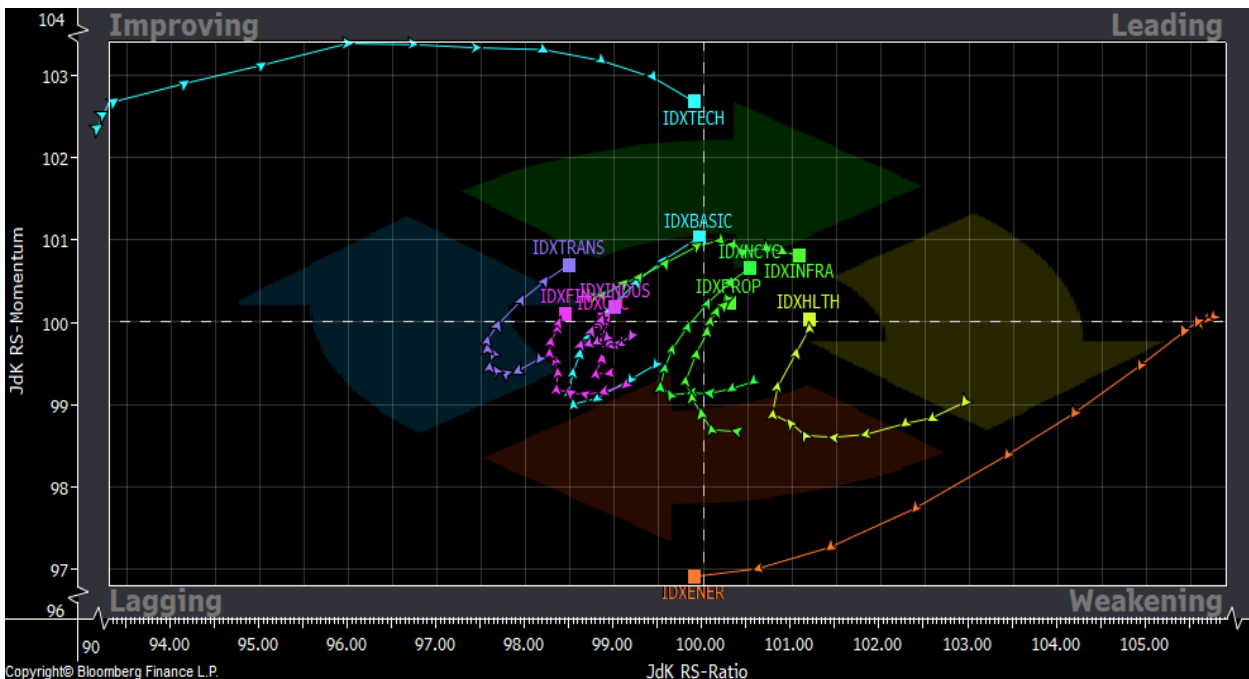 104
Improving
Leading
103
IDXTECH
102
IDXBASIC
101
IDXTRANS
IDXNCYC
IDXINFRA
IDXPROP
IDXINDUS
IDXHLTH
100
JdK RS-Momentum
99
98
97
IDXENER
96
Lagging
Weakening
90
94.00
95.00
96.00
97.00
98.00
99.00
100.00
101.00
102.00
103.00
104.00
105.00
JdK RS-Ratio
Copyright© Bloomberg Finance L.P.